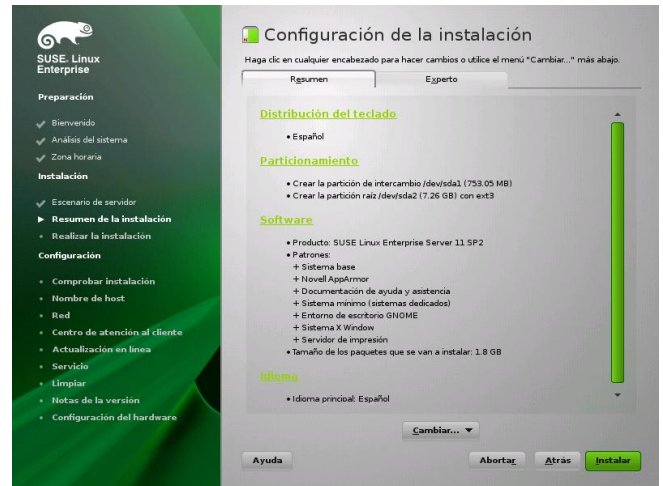 SUSE. Linux
Enterprise
Preparación
Bienvenido
Análisis del sistema
Zona horaria
Instalación
Escenario de servidor
Resumen de la instalación
Realizar la instalación
Configuración
Comprobar instalación
Nombre de host
Red
Centro de atención al cliente
Actualización en línea
Servicio
Limpiar
Notas de la versión
Configuración del hardware
Configuración de la instalación
Haga clic en cualquier encabezado para hacer cambios o utilice el menú "Cambiar..." más abajo.
Resumen
Experto
Distribución del teclado
• Español
Particionamiento
• Crear la partición de intercambio /dev/sda1 (753.05 MB)
• Crear la partición raíz /dev/sda2 (7.26 GB) con ext3
Software
• Producto: SUSE Linux Enterprise Server 11 SP2
• Patrones:
+ Sistema base
+ Novell AppArmor
+ Documentación de ayuda y asistencia
+ Sistema mínimo (sistemas dedicados)
+ Entorno de escritorio GNOME
+ Sistema X Window
+ Servidor de impresión
• Tamaño de los paquetes que se van a instalar: 1.8 GB
Idioma
• Idioma principal: Español
Cambiar...
Ayuda
Abortar
Atrás
Instalar